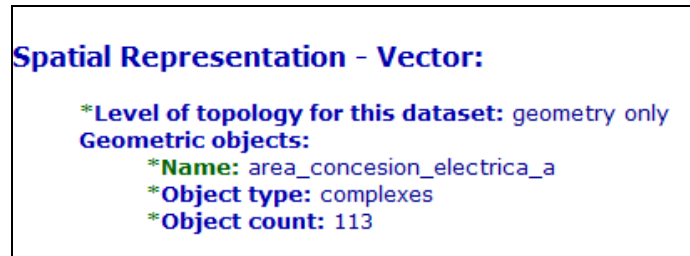 Spatial Representation - Vector:
*Level of topology for this dataset: geometry only
Geometric objects:
*Name: area_concesion_electrica_a
*Object type: complexes
*Object count: 113